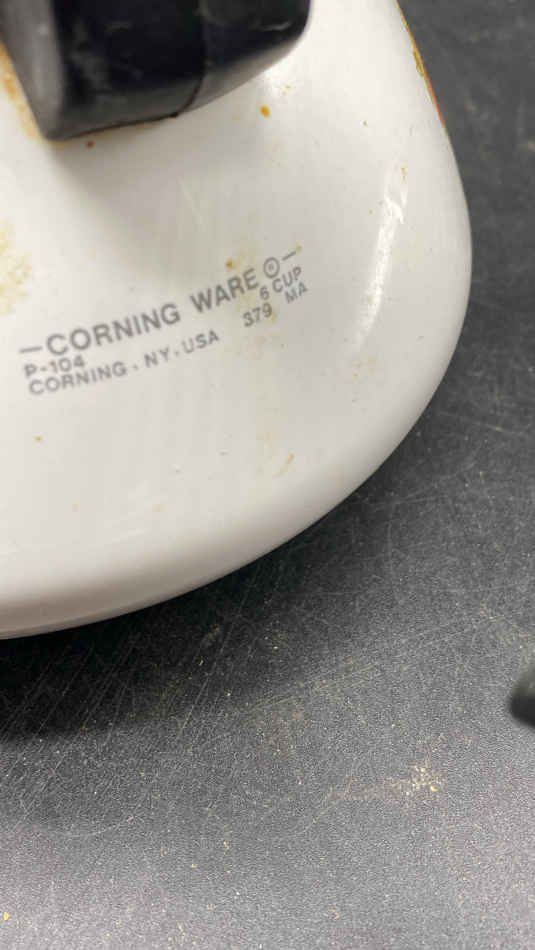 —CORNING WARE ® —
P-104 6 CUP
CORNING, NY, USA 379 MA